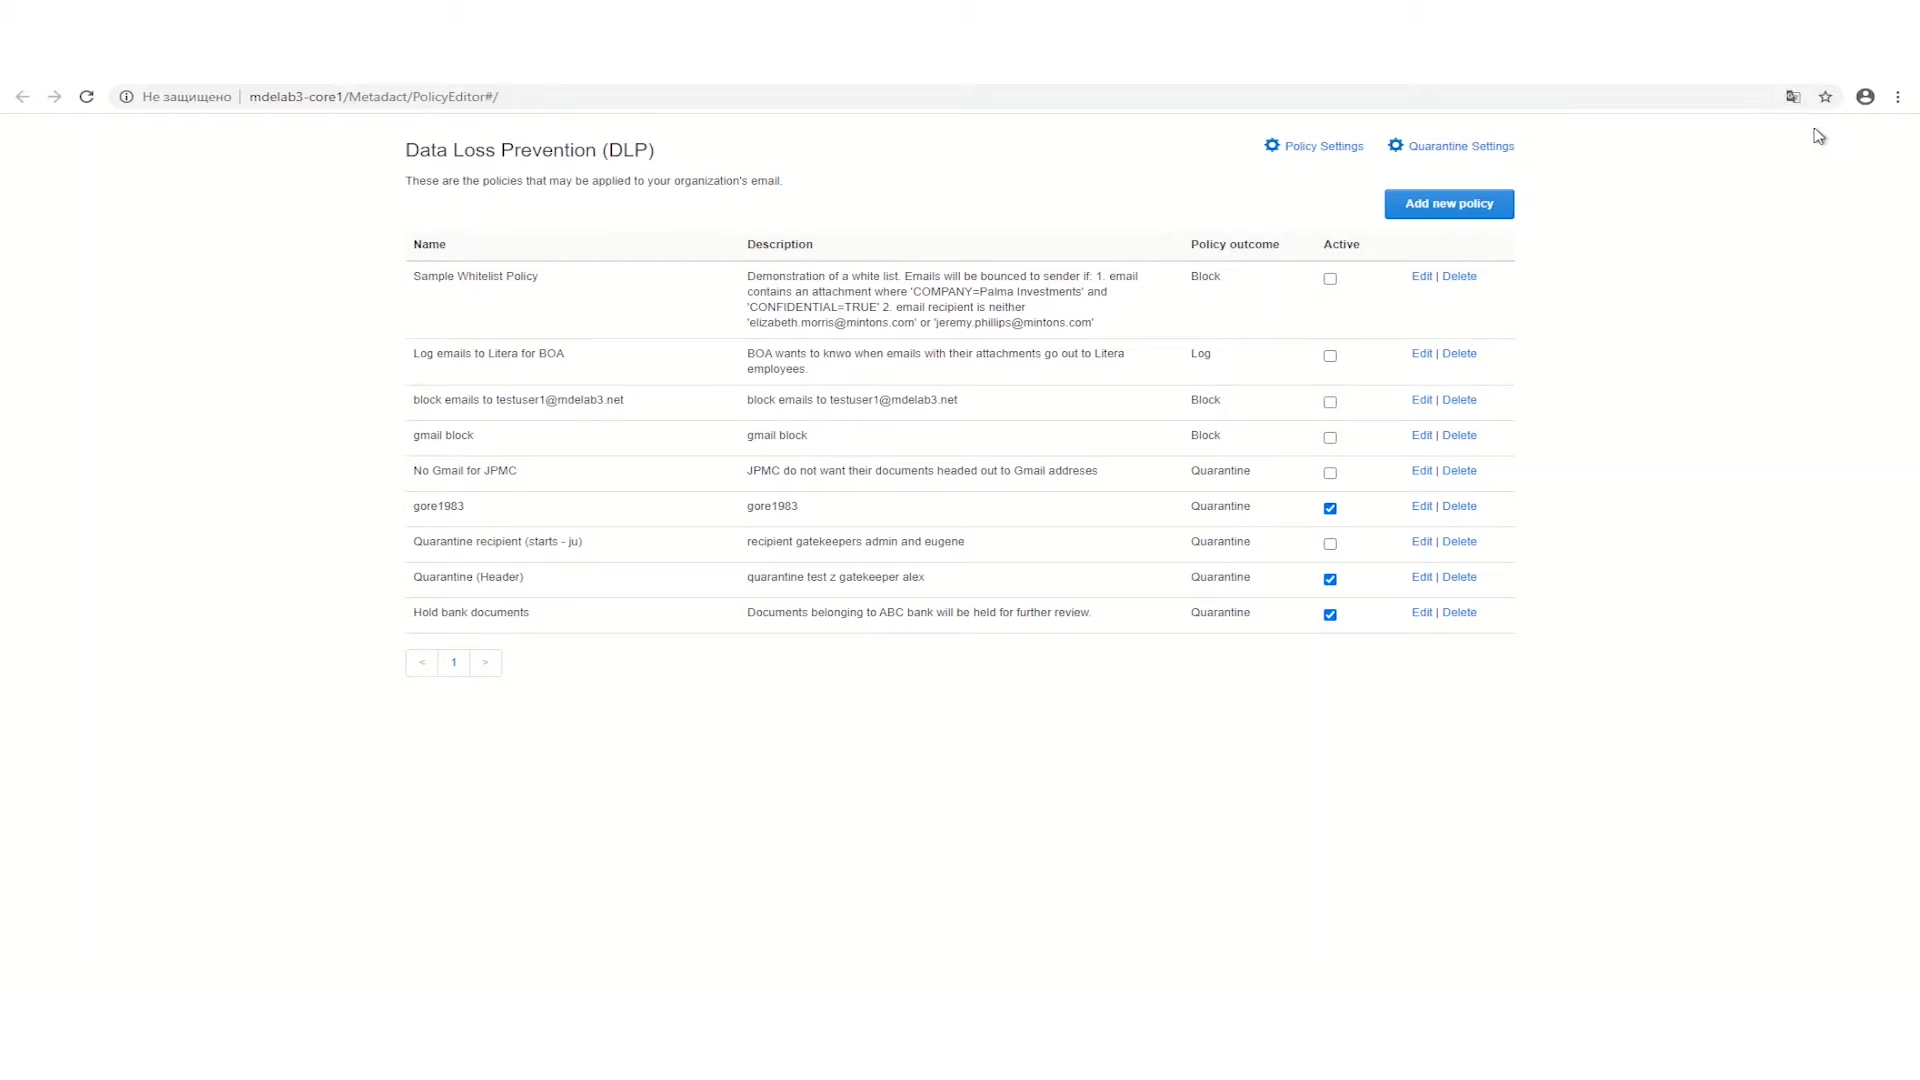 Не защищено | mdelab3-core1/Metadact/PolicyEditor#/
Data Loss Prevention (DLP)
Policy Settings
Quarantine Settings
These are the policies that may be applied to your organization's email.
Add new policy
Name Description Policy outcome Active
Sample Whitelist Policy Demonstration of a white list. Emails will be bounced to sender if: 1. email Block Edit | Delete
contains an attachment where 'COMPANY=Palma Investments' and
'CONFIDENTIAL=TRUE' 2. email recipient is neither
'elizabeth.morris@mintons.com' or 'jeremy.phillips@mintons.com'
Log emails to Litera for BOA BOA wants to knwo when emails with their attachments go out to Litera Log Edit | Delete
employees.
block emails to testuser1@mdelab3.net block emails to testuser1@mdelab3.net Block Edit | Delete
gmail block gmail block Block Edit | Delete
No Gmail for JPMC JPMC do not want their documents headed out to Gmail addreses Quarantine Edit | Delete
gore1983 gore1983 Quarantine Edit | Delete
Quarantine recipient (starts - ju) recipient gatekeepers admin and eugene Quarantine Edit | Delete
Quarantine (Header) quarantine test z gatekeeper alex Quarantine Edit | Delete
Hold bank documents Documents belonging to ABC bank will be held for further review. Quarantine Edit | Delete
< 1 >